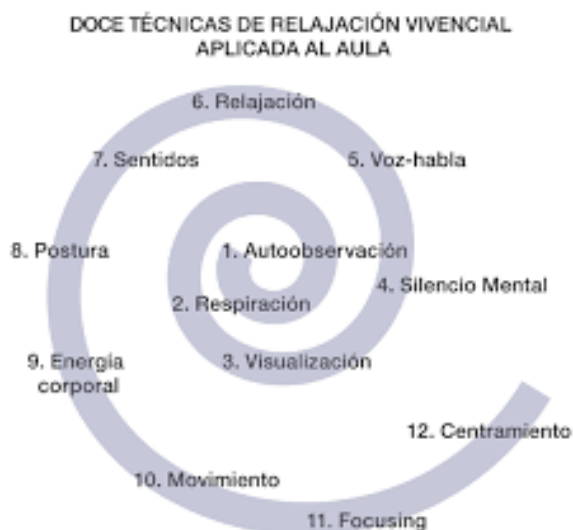 DOCE TÉCNICAS DE RELAJACIÓN VIVENCIAL
APLICADA AL AULA
1. Autoobservación
2. Respiración
3. Visualización
4. Silencio Mental
5. Voz-habla
6. Relajación
7. Sentidos
8. Postura
9. Energía
corporal
10. Movimiento
11. Focusing
12. Centramiento